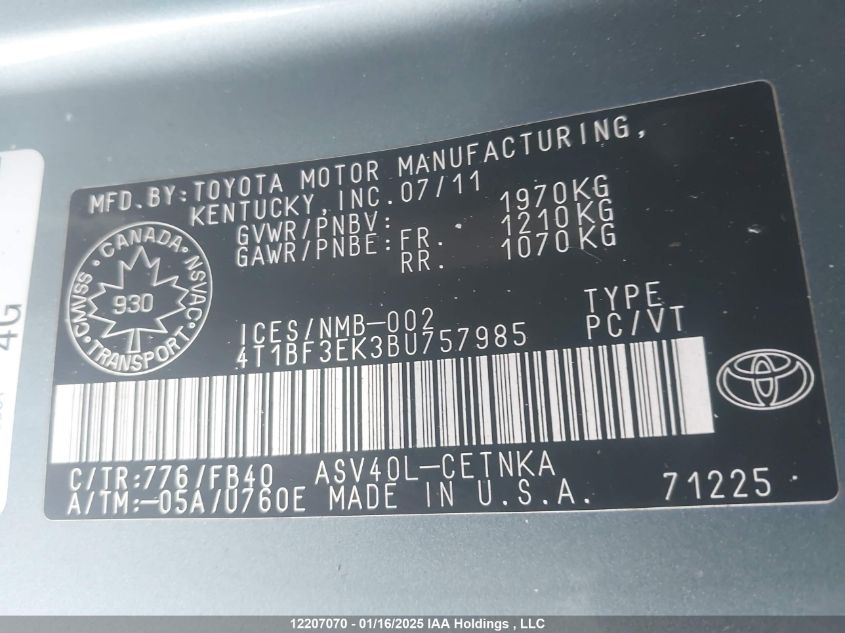 MFD. BY: TOYOTA MOTOR MANUFACTURING,
KENTUCKY, INC. 07/11
GVWR/PNBV: 1970KG
GAWR/PNBE: FR. 1210KG
RR. 1070KG
CANADA
CMVSS NSVAC
930
TRANSPORT
ICES/NMB-002
TYPE
4T1BF3EK3BU757985
PC/VT
C/TR: 776/FB40 ASV40L-CETNKA
A/TM: -05A/U760E MADE IN U.S.A. 71225
4G
12207070 - 01/16/2025 IAA Holdings , LLC